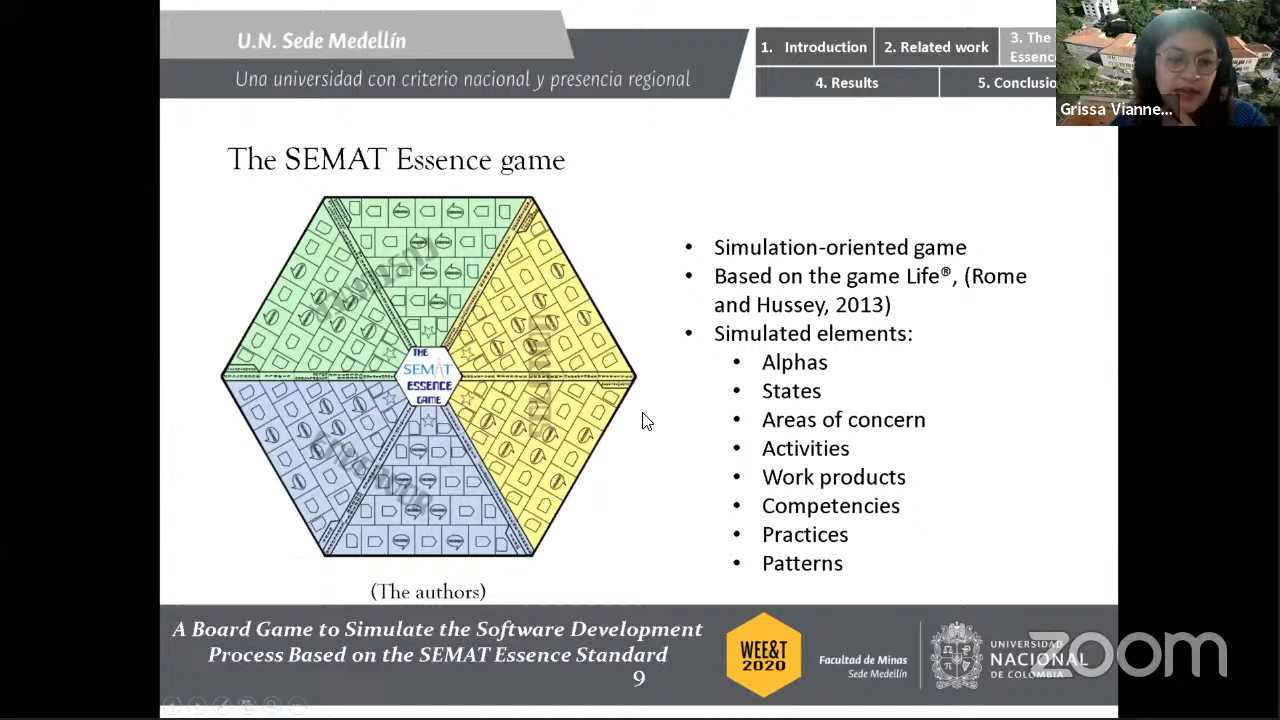 U.N. Sede Medellín
Una universidad con criterio nacional y presencia regional
1. Introduction
2. Related work
3. The
Essenc
4. Results
5. Conclusio
Grissa Vianne...
The SEMAT Essence game
THE
SEMAT
ESSENCE
GAME
(The authors)
• Simulation-oriented game
• Based on the game Life®, (Rome
and Hussey, 2013)
• Simulated elements:
• Alphas
• States
• Areas of concern
• Activities
• Work products
• Competencies
• Practices
• Patterns
A Board Game to Simulate the Software Development
Process Based on the SEMAT Essence Standard
9
WEE&T
2020
Facultad de Minas
Sede Medellín
UNIVERSIDAD
NACIONAL
DE COLOMBIA
zoom